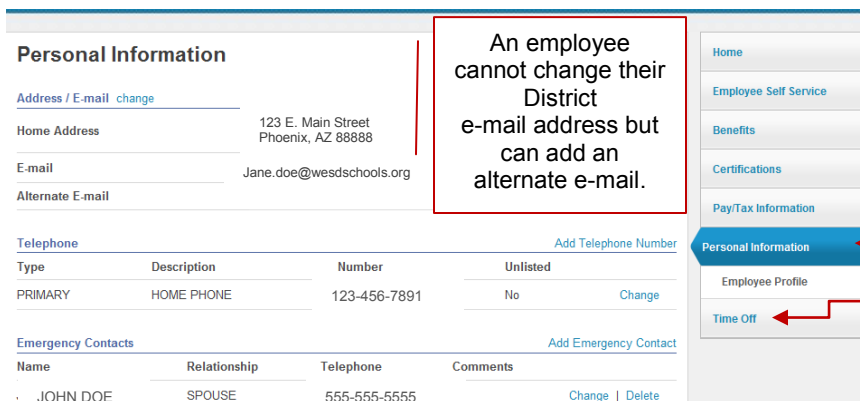 Personal Information
Address / E-mail change
Home Address
123 E. Main Street
Phoenix, AZ 88888
E-mail
Jane.doe@wesdschools.org
Alternate E-mail
An employee
cannot change their
District
e-mail address but
can add an
alternate e-mail.
Telephone Add Telephone Number
Type Description Number Unlisted
PRIMARY HOME PHONE 123-456-7891 No Change
Emergency Contacts Add Emergency Contact
Name Relationship Telephone Comments
JOHN DOE SPOUSE 555-555-5555 Change | Delete
Home
Employee Self Service
Benefits
Certifications
Pay/Tax Information
Personal Information
Employee Profile
Time Off